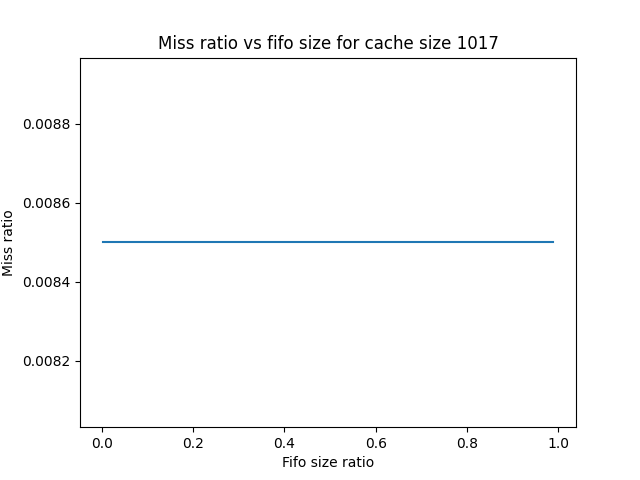 Miss ratio vs fifo size for cache size 1017
Miss ratio
0.0088
0.0086
0.0084
0.0082
0.0 0.2 0.4 0.6 0.8 1.0
Fifo size ratio